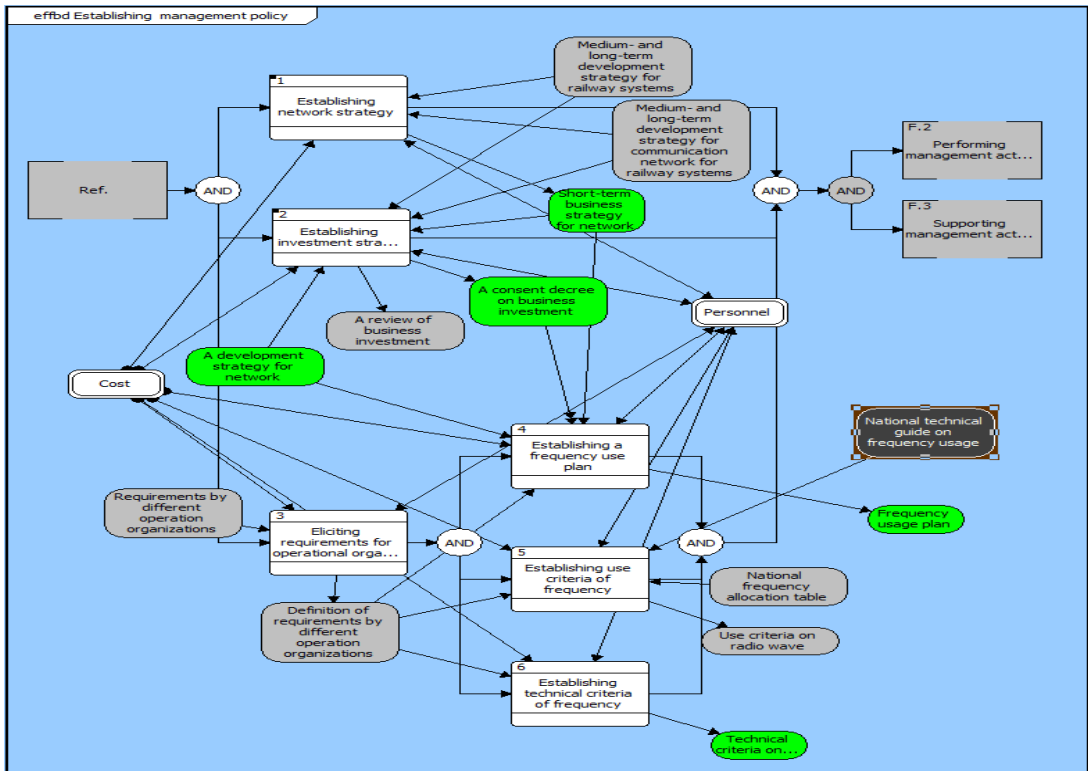 effbd Establishing management policy
Medium- and
long-term
development
strategy for
railway systems
1
Establishing
network strategy
Medium- and
long-term
development
strategy for
communication
network for
railway systems
F.2
Performing
management act...
Ref.
AND
AND
AND
Short-term
business
strategy
for network
2
Establishing
investment stra...
F.3
Supporting
management act...
A consent decree
on business
investment
Personnel
A review of
business
investment
A development
strategy for
network
Cost
National technical
guide on
frequency usage
4
Establishing a
frequency use
plan
Requirements by
different
operation
organizations
3
Eliciting
requirements for
operational orga...
AND
Frequency
usage plan
AND
5
Establishing use
criteria of
frequency
National
frequency
allocation table
Definition of
requirements by
different
operation
organizations
Use criteria on
radio wave
6
Establishing
technical criteria
of frequency
Technical
criteria on...